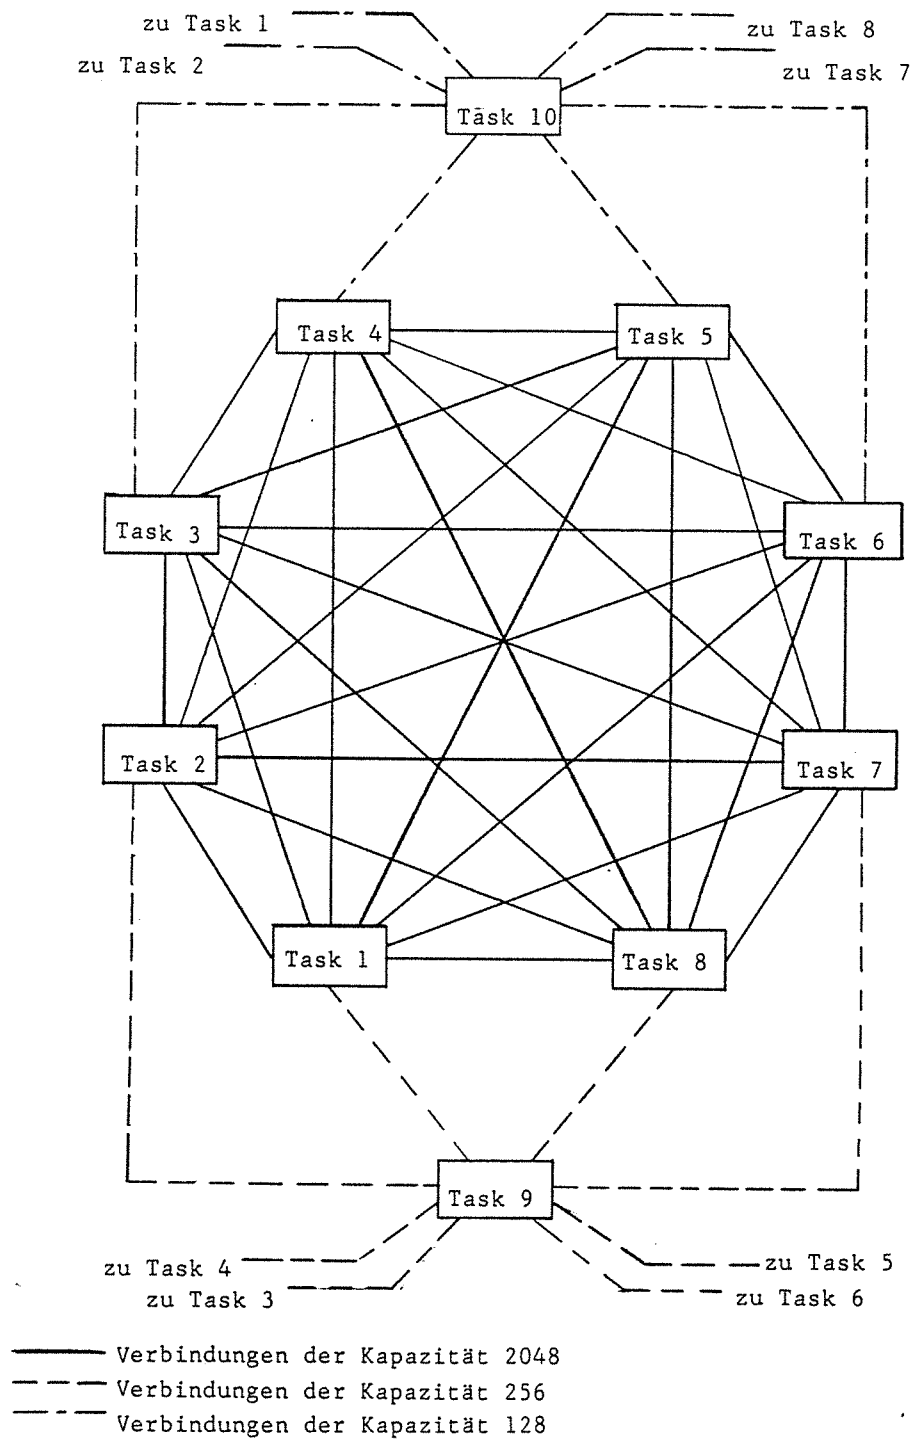 zu Task 1
zu Task 8
zu Task 2
zu Task 7
Task 10
Task 4
Task 5
Task 3
Task 6
Task 2
Task 7
Task 1
Task 8
Task 9
zu Task 4
zu Task 5
zu Task 3
zu Task 6
Verbindungen der Kapazität 2048
Verbindungen der Kapazität 256
Verbindungen der Kapazität 128